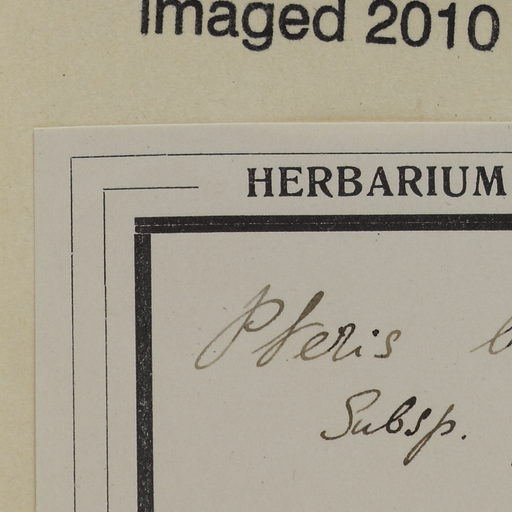 Imaged 2010
HERBARIUM
Pteris
Subsp.